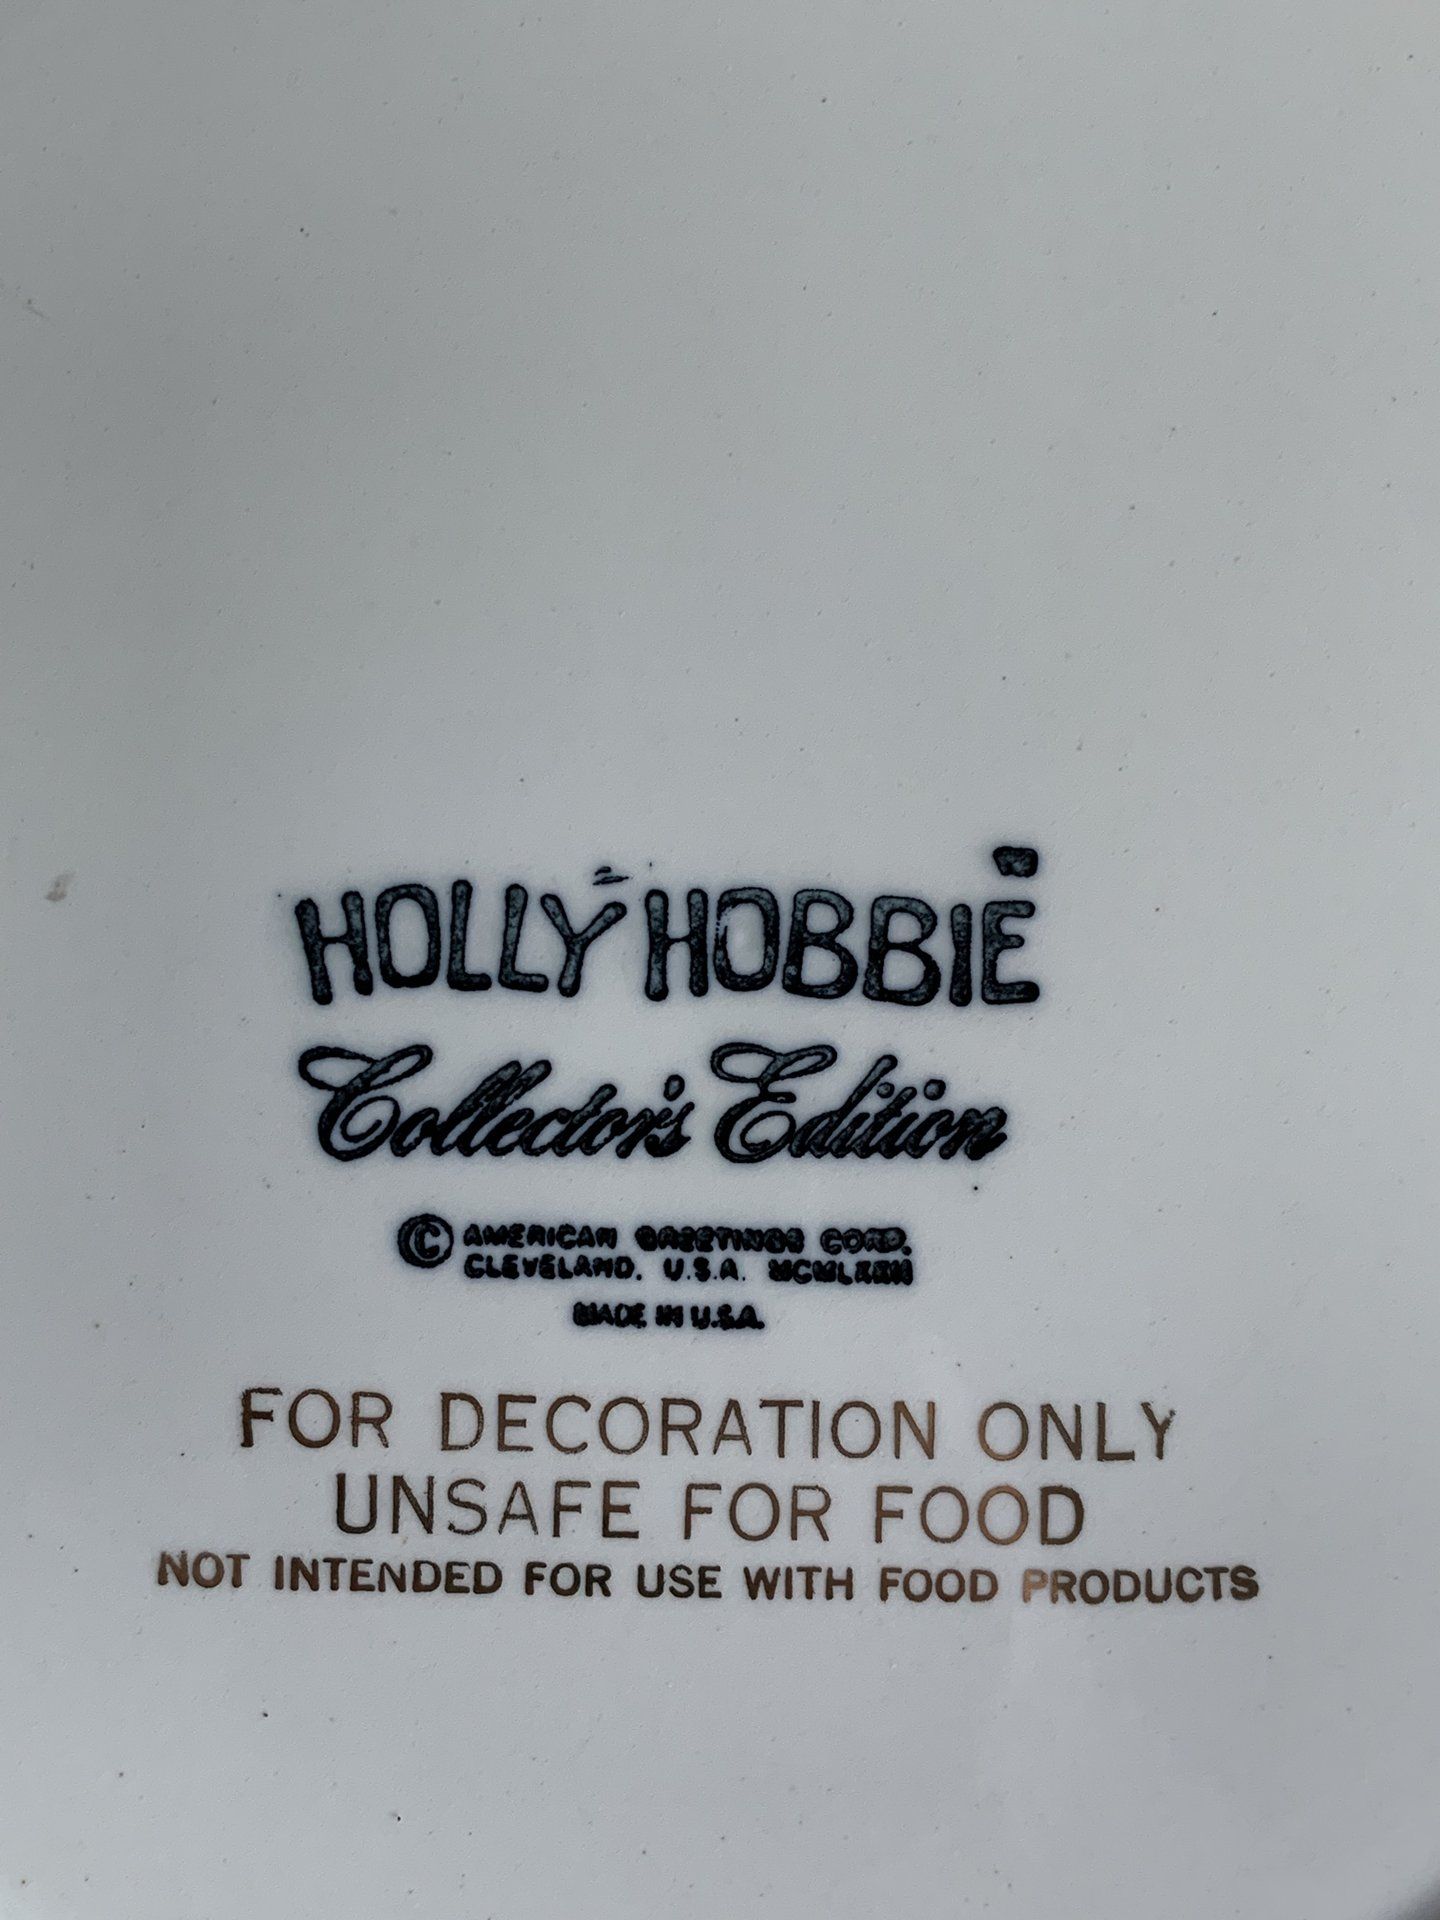 HOLLY HOBBIE
Collector's Edition
© AMERICAN GREETINGS CORP.
CLEVELAND, U.S.A.
MADE IN U.S.A.
FOR DECORATION ONLY
UNSAFE FOR FOOD
NOT INTENDED FOR USE WITH FOOD PRODUCTS